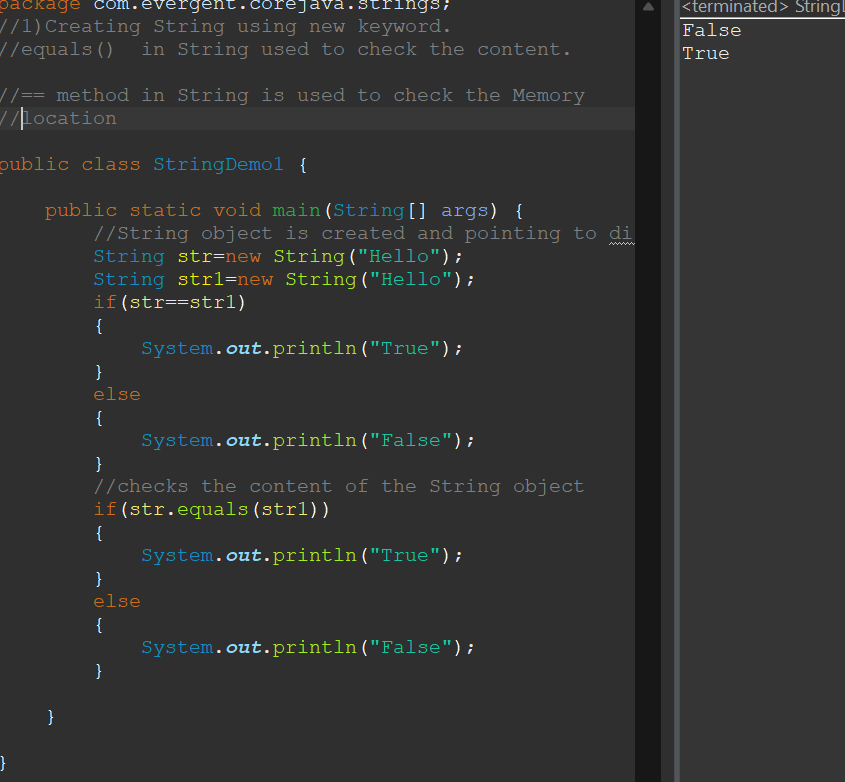 package com.evergent.corejava.strings;
//1)Creating String using new keyword.
//equals()  in String used to check the content.
//== method in String is used to check the Memory
//location
public class StringDemo1 {
public static void main(String[] args) {
//String object is created and pointing to di
String str=new String("Hello");
String str1=new String("Hello");
if(str==str1)
{
System.out.println("True");
}
else
{
System.out.println("False");
}
//checks the content of the String object
if(str.equals(str1))
{
System.out.println("True");
}
else
{
System.out.println("False");
}
}
}
<terminated> String
False
True